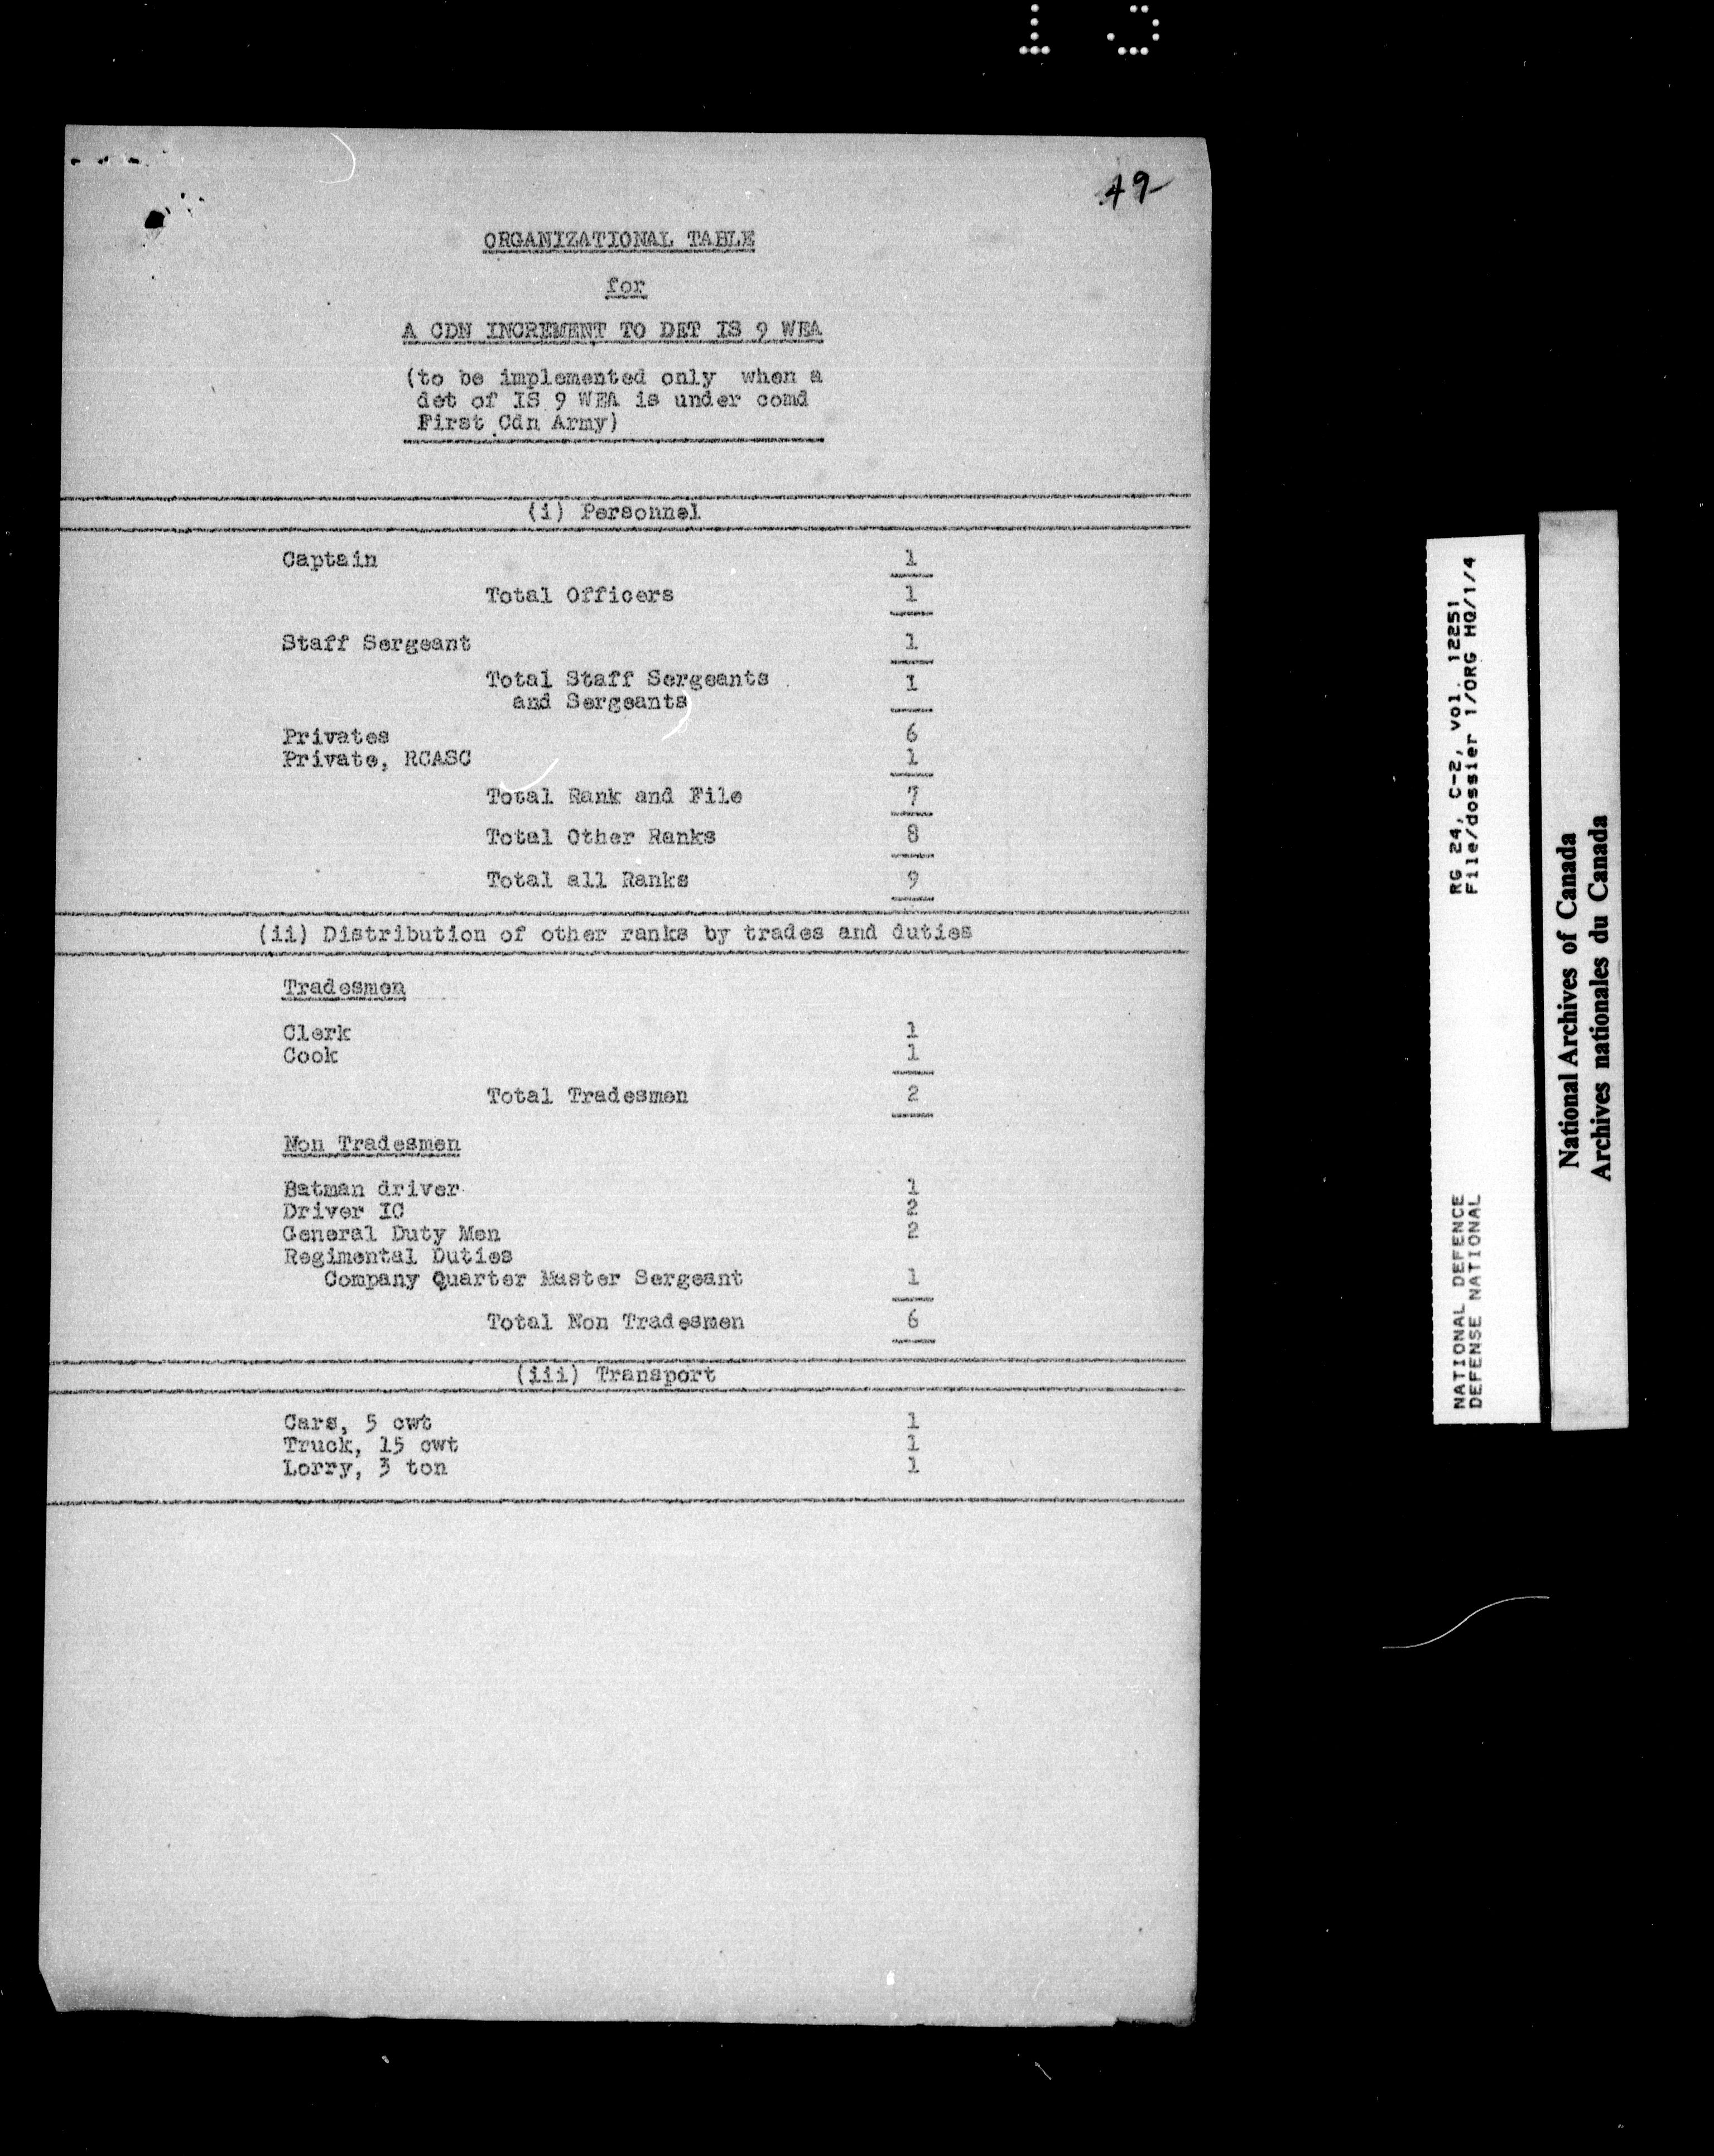 49
ORGANIZATIONAL TABLE
for
A CDN INCREMENT TO DET IS 9 WEA
(to be implemented only when a
det of IS 9 WEA is under comd
First Cdn Army)
(i) Personnel
Captain 1
Total Officers 1
Staff Sergeant 1
Total Staff Sergeants 1
and Sergeants
Privates 6
Private, RCASC 1
Total Rank and File 7
Total Other Ranks 8
Total all Ranks 9
(ii) Distribution of other ranks by trades and duties
Tradesmen
Clerk 1
Cook 1
Total Tradesmen 2
Non Tradesmen
Batman driver 1
Driver IC 2
General Duty Men 2
Regimental Duties
Company Quarter Master Sergeant 1
Total Non Tradesmen 6
(iii) Transport
Cars, 5 cwt 1
Truck, 15 cwt 1
Lorry, 3 ton 1
NATIONAL DEFENCE RG 24, C-2, vol. 12251
DEFENSE NATIONAL File/dossier 1/ORG HQ/1/4
National Archives of Canada
Archives nationales du Canada